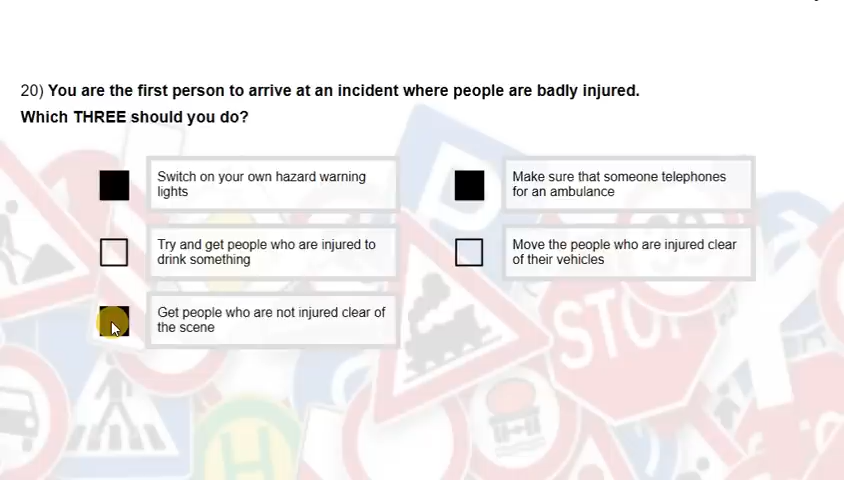 20) You are the first person to arrive at an incident where people are badly injured.
Which THREE should you do?
Switch on your own hazard warning
lights
Make sure that someone telephones
for an ambulance
Try and get people who are injured to
drink something
Move the people who are injured clear
of their vehicles
Get people who are not injured clear of
the scene
STOP